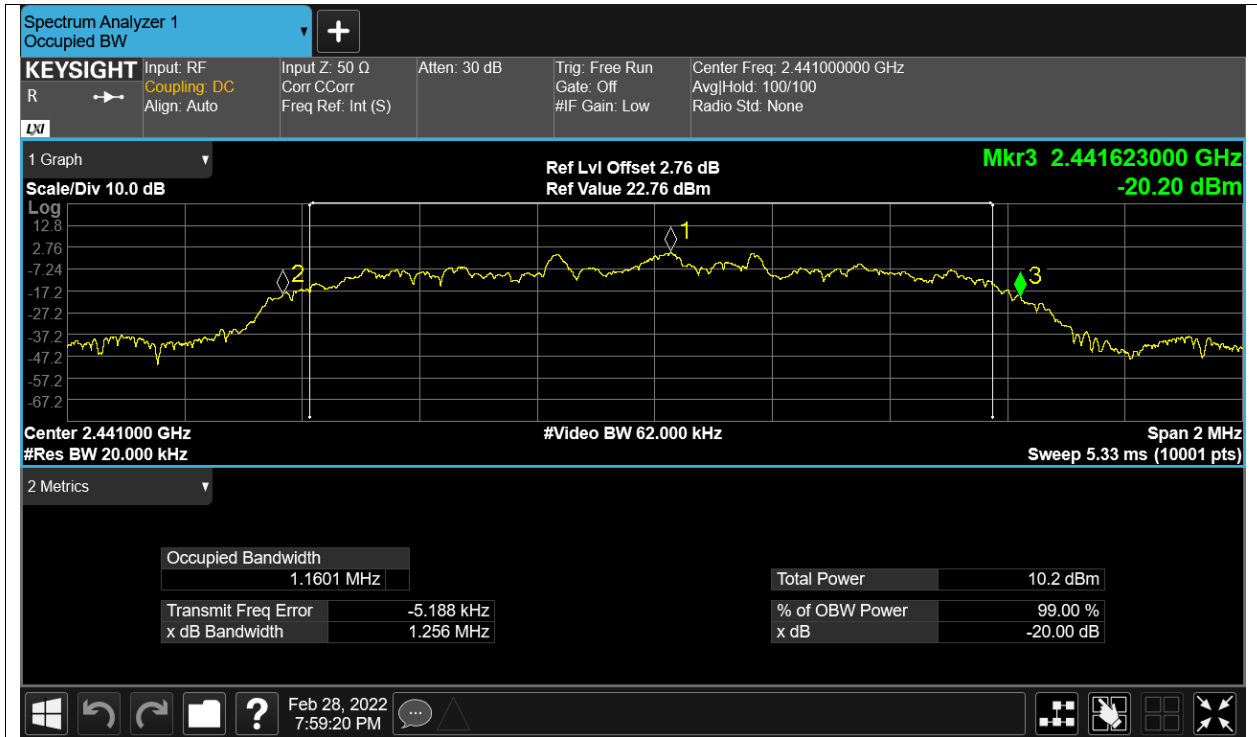 Spectrum Analyzer 1
Occupied BW
+
KEYSIGHT
R
LXI
Input: RF
Coupling: DC
Align: Auto
Input Z: 50 Ω
Corr CCorr
Freq Ref: Int (S)
Atten: 30 dB
Trig: Free Run
Gate: Off
#IF Gain: Low
Center Freq: 2.441000000 GHz
Avg|Hold: 100/100
Radio Std: None
1 Graph
Scale/Div 10.0 dB
Ref Lvl Offset 2.76 dB
Ref Value 22.76 dBm
Mkr3 2.441623000 GHz
-20.20 dBm
Log
12.8
2.76
-7.24
-17.2
-27.2
-37.2
-47.2
-57.2
-67.2
2
1
3
Center 2.441000 GHz
#Video BW 62.000 kHz
Span 2 MHz
#Res BW 20.000 kHz
Sweep 5.33 ms (10001 pts)
2 Metrics
Occupied Bandwidth
1.1601 MHz
Total Power 10.2 dBm
Transmit Freq Error -5.188 kHz
% of OBW Power 99.00 %
x dB Bandwidth 1.256 MHz
x dB -20.00 dB
?
Feb 28, 2022
7:59:20 PM